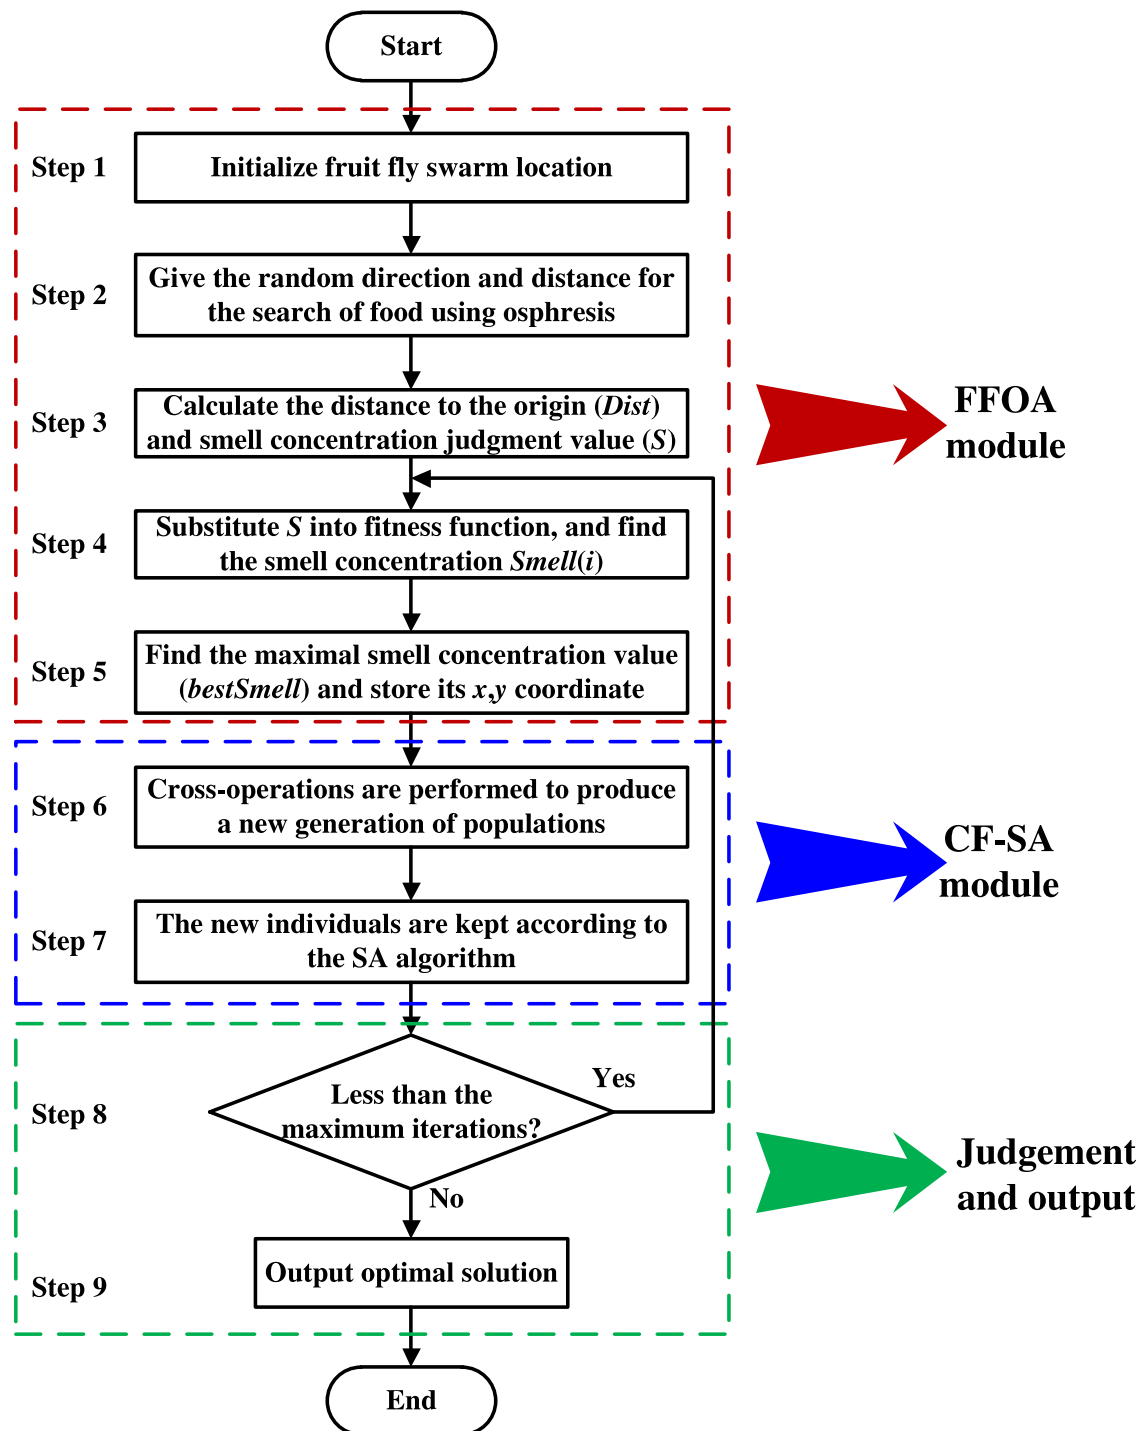 Start
Step 1
Initialize fruit fly swarm location
Step 2
Give the random direction and distance for
the search of food using osphresis
Step 3
Calculate the distance to the origin (Dist)
and smell concentration judgment value (S)
FFOA
module
Step 4
Substitute S into fitness function, and find
the smell concentration Smell(i)
Step 5
Find the maximal smell concentration value
(bestSmell) and store its x,y coordinate
Step 6
Cross-operations are performed to produce
a new generation of populations
CF-SA
module
Step 7
The new individuals are kept according to
the SA algorithm
Step 8
Less than the
maximum iterations?
Yes
No
Judgement
and output
Step 9
Output optimal solution
End